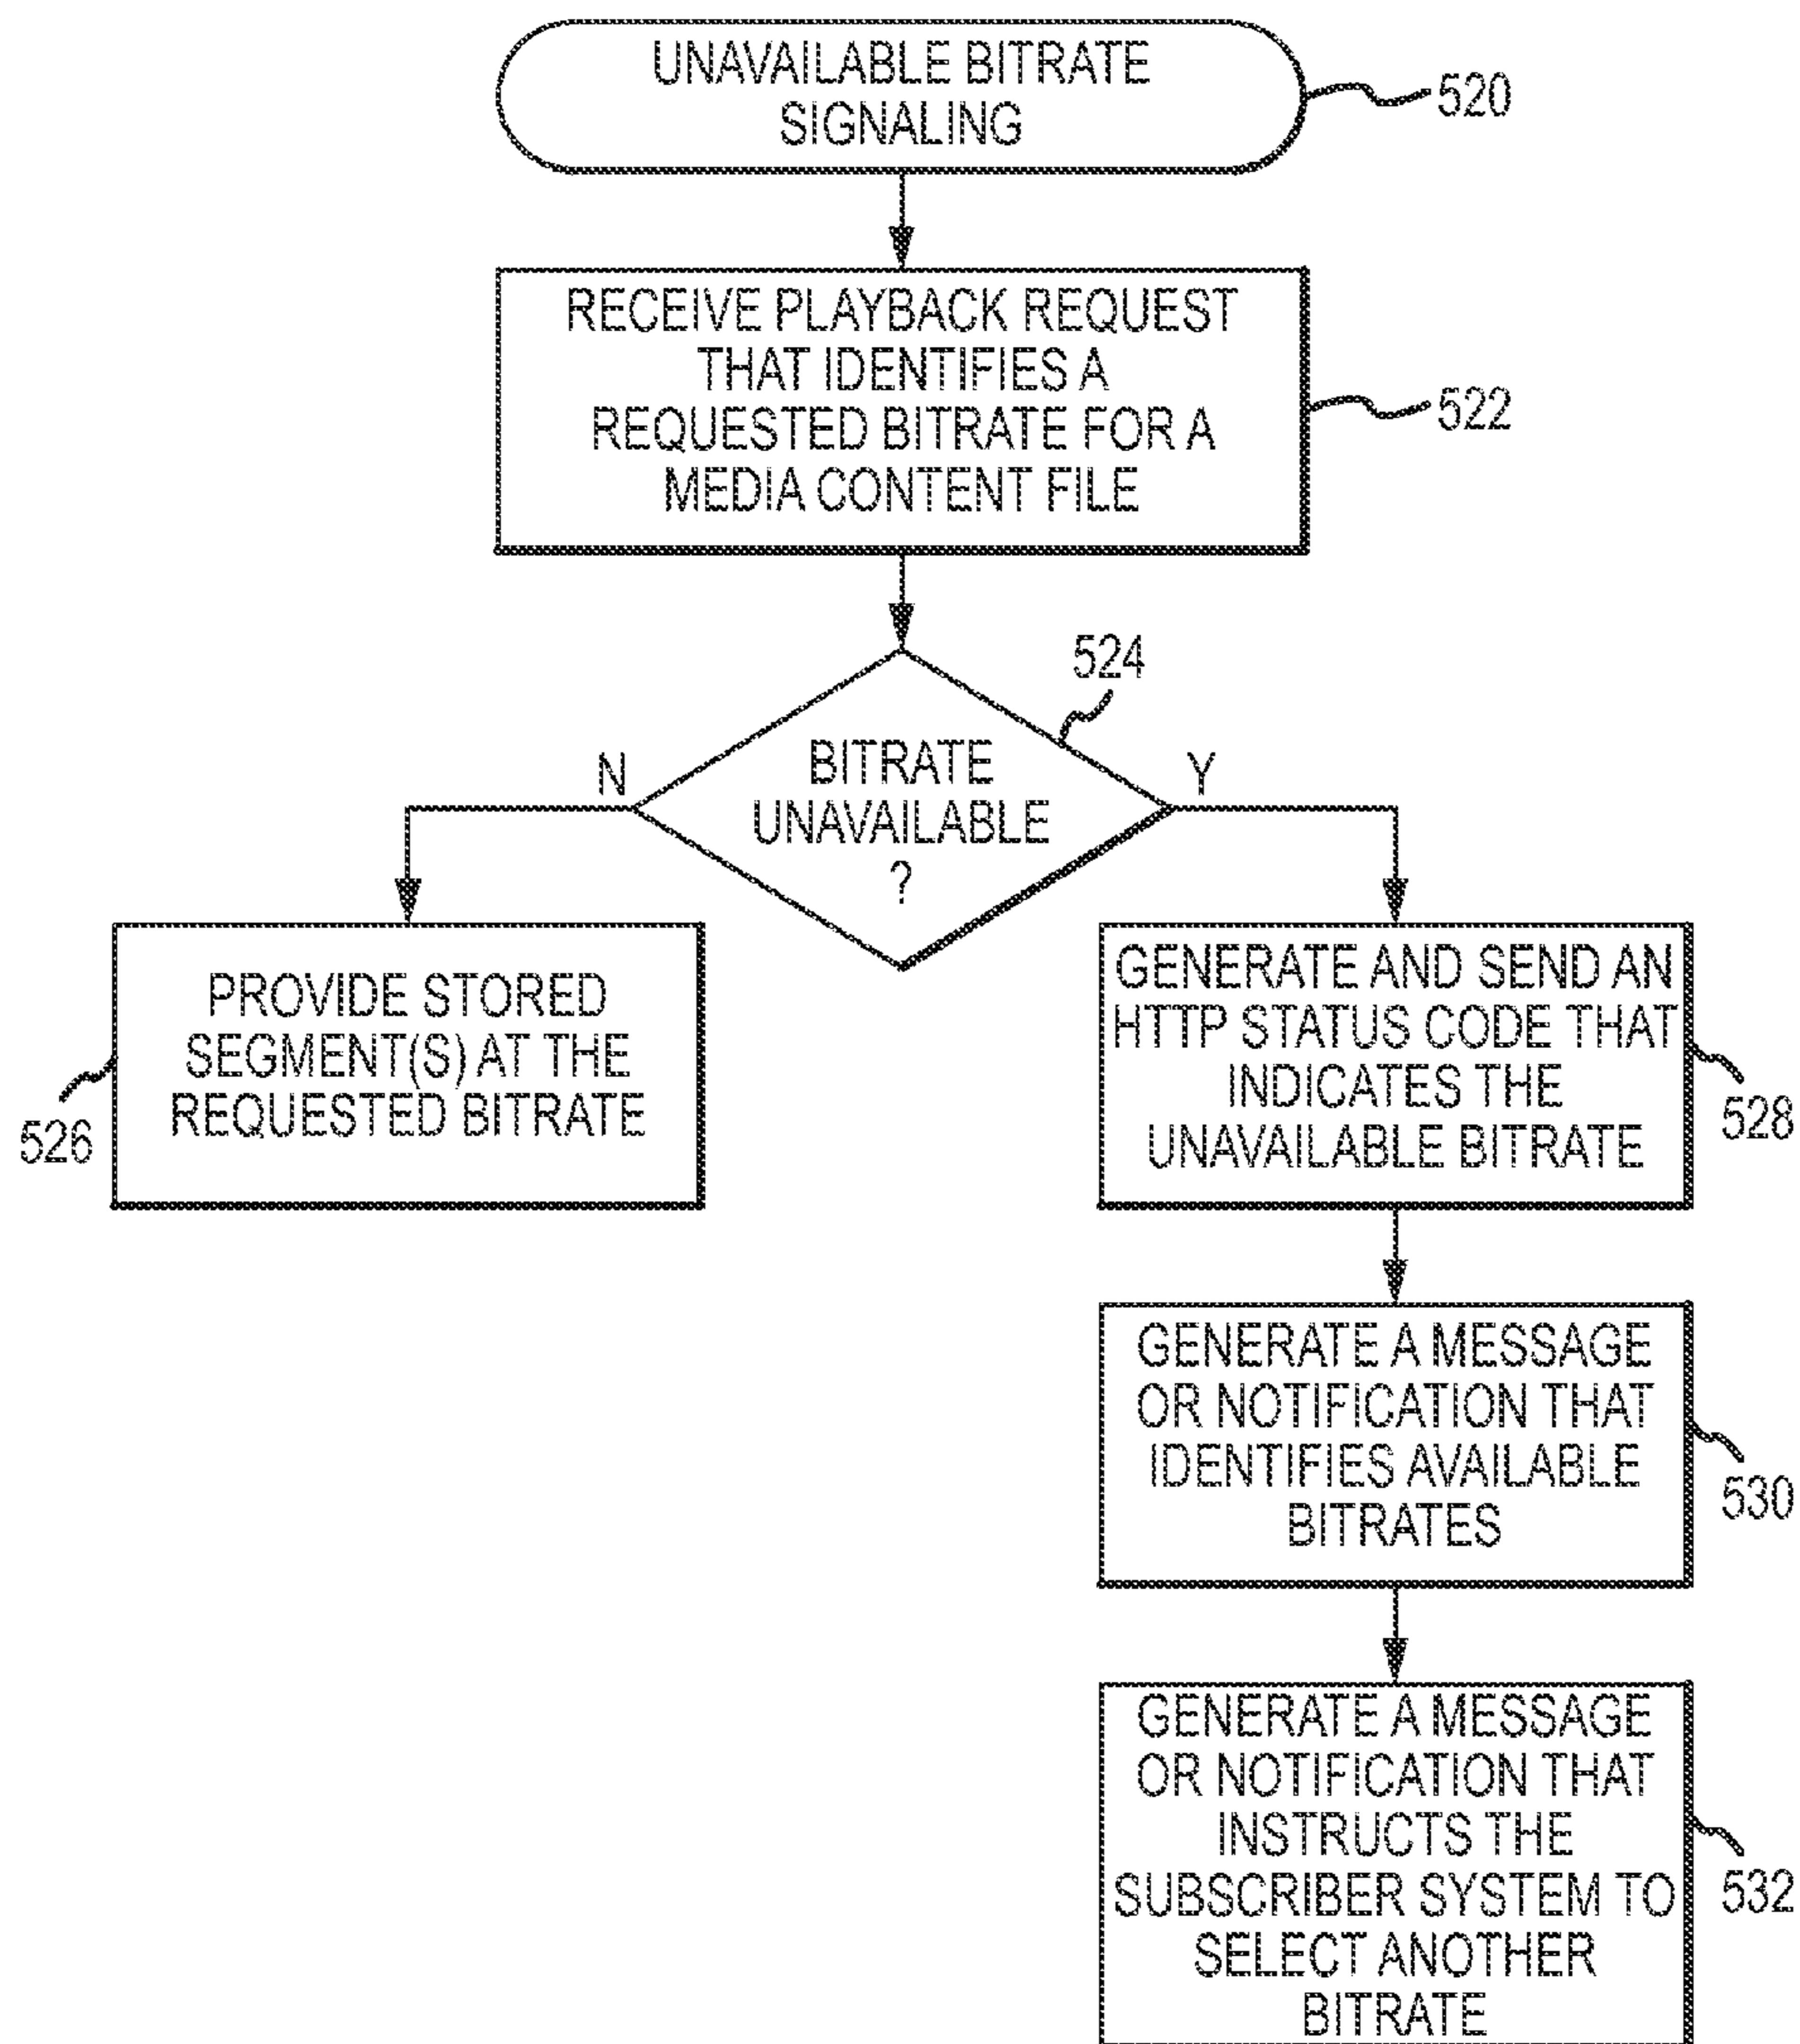 UNAVAILABLE BITRATE
SIGNALING
520
RECEIVE PLAYBACK REQUEST
THAT IDENTIFIES A
REQUESTED BITRATE FOR A
MEDIA CONTENT FILE
522
524
N
BITRATE
UNAVAILABLE
?
Y
PROVIDE STORED
SEGMENT(S) AT THE
REQUESTED BITRATE
526
GENERATE AND SEND AN
HTTP STATUS CODE THAT
INDICATES THE
UNAVAILABLE BITRATE
528
GENERATE A MESSAGE
OR NOTIFICATION THAT
IDENTIFIES AVAILABLE
BITRATES
530
GENERATE A MESSAGE
OR NOTIFICATION THAT
INSTRUCTS THE
SUBSCRIBER SYSTEM TO
SELECT ANOTHER
BITRATE
532